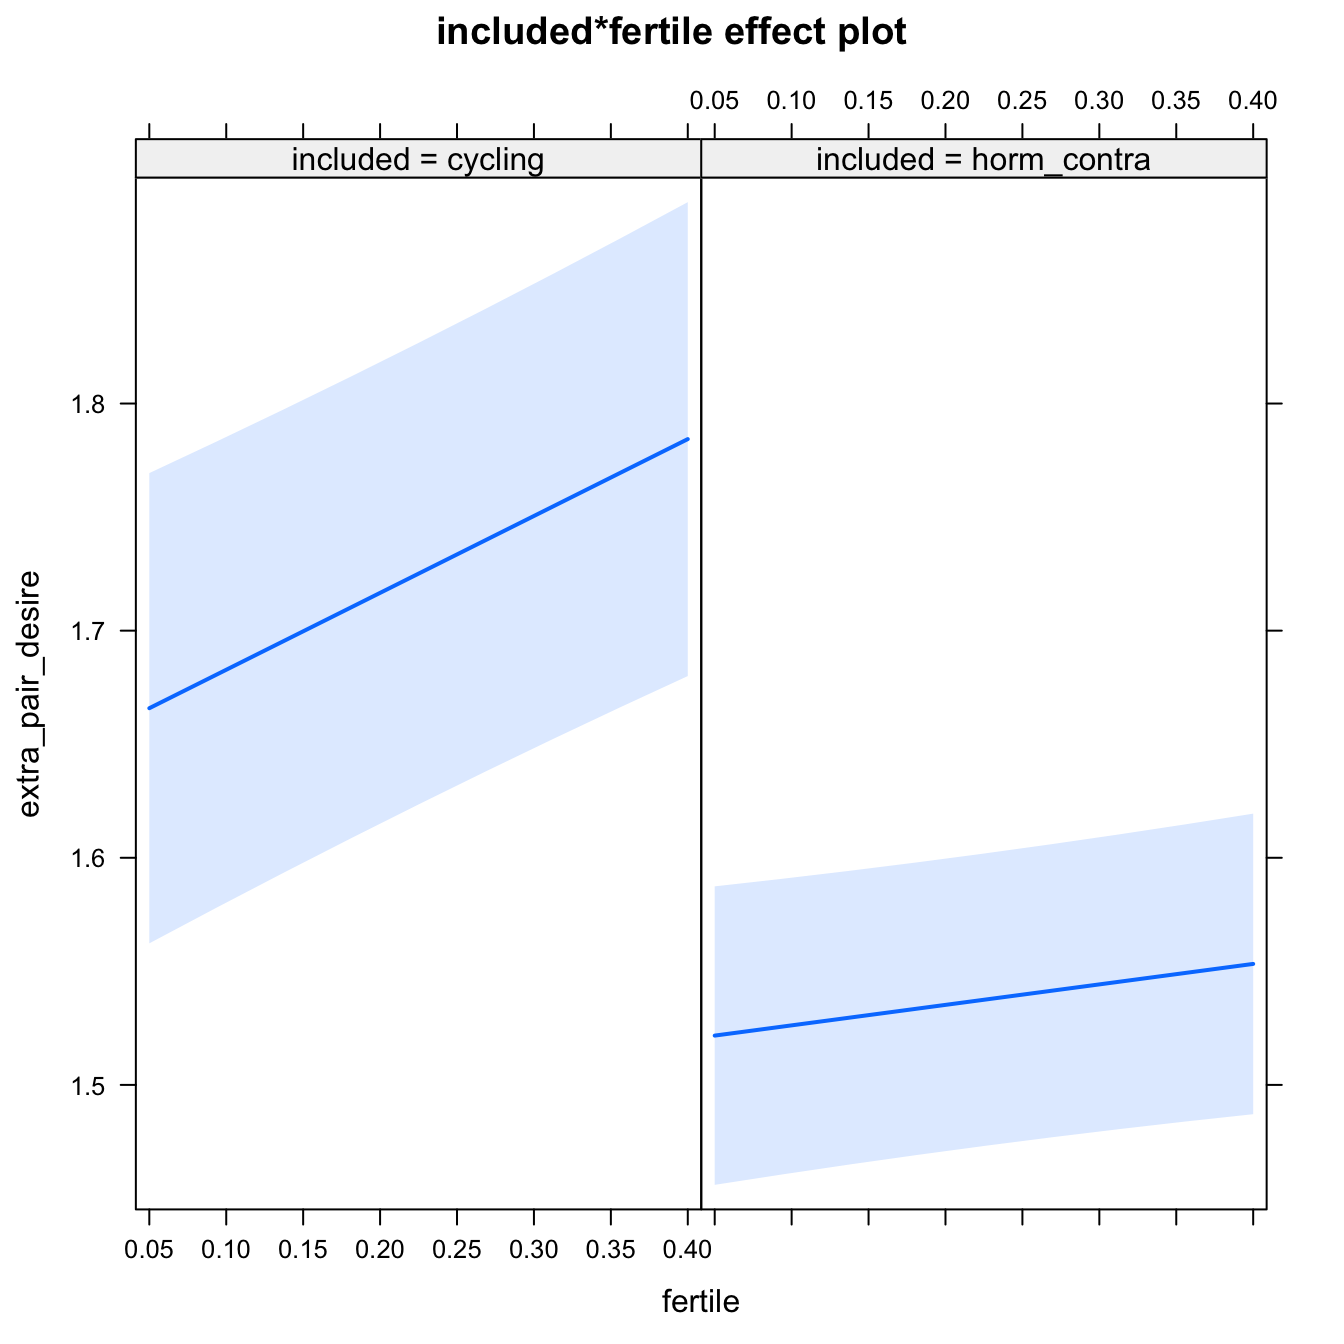 included*fertile effect plot
0.05 0.10 0.15 0.20 0.25 0.30 0.35 0.40
included = cycling
included = horm_contra
extra_pair_desire
1.8
1.7
1.6
1.5
0.05 0.10 0.15 0.20 0.25 0.30 0.35 0.40
fertile